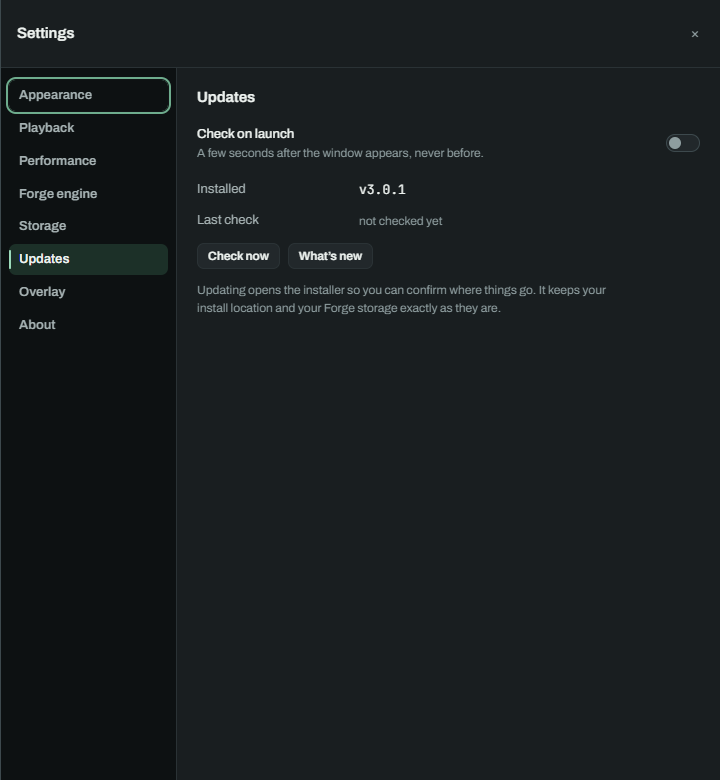 Settings
×
Appearance
Playback
Performance
Forge engine
Storage
Updates
Overlay
About
Updates
Check on launch
A few seconds after the window appears, never before.
Installed v3.0.1
Last check not checked yet
Check now What's new
Updating opens the installer so you can confirm where things go. It keeps your
install location and your Forge storage exactly as they are.